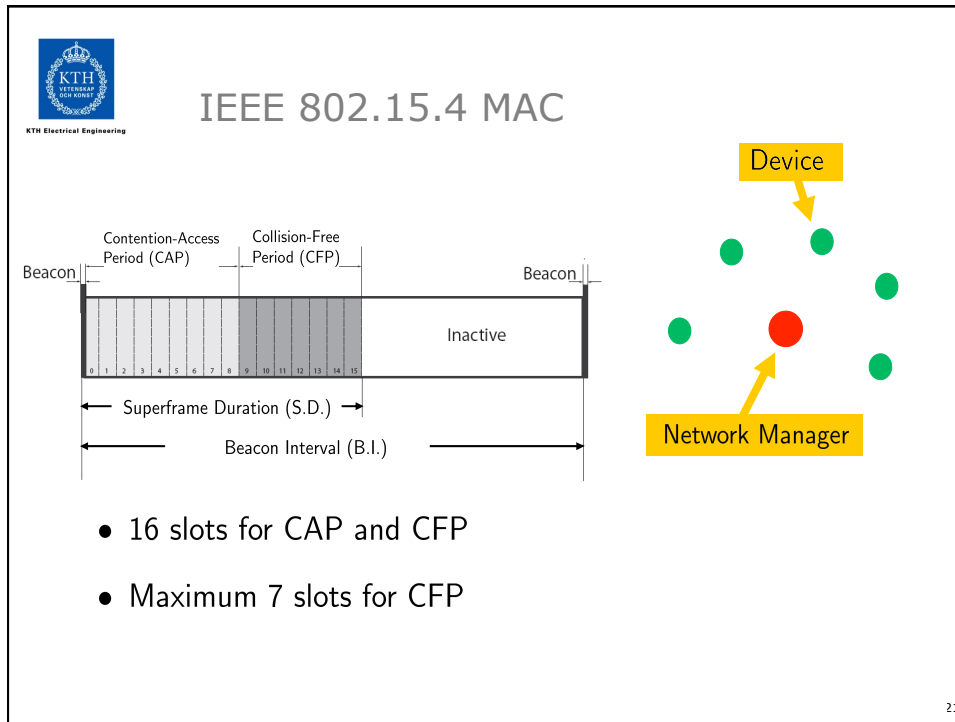 KTH
VETENSKAP
OCH KONST
KTH Electrical Engineering
IEEE 802.15.4 MAC
Device
Contention-Access
Period (CAP)
Collision-Free
Period (CFP)
Beacon
Beacon
Inactive
0 1 2 3 4 5 6 7 8 9 10 11 12 13 14 15
Superframe Duration (S.D.)
Beacon Interval (B.I.)
Network Manager
• 16 slots for CAP and CFP
• Maximum 7 slots for CFP